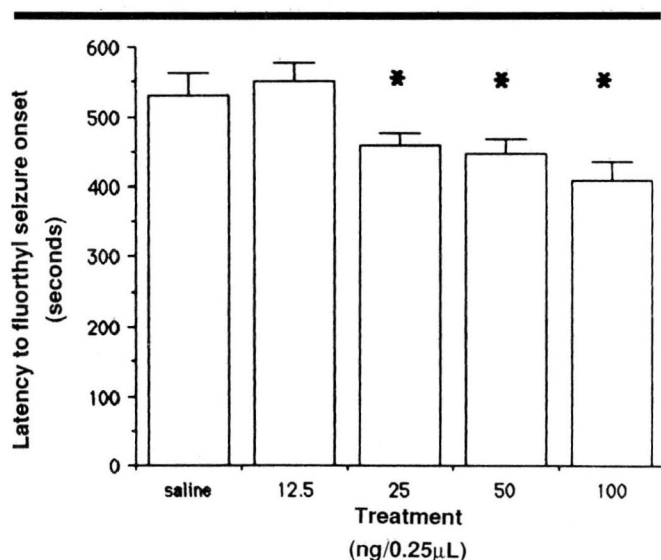 Latency to fluorthyl seizure onset
(seconds)
600
500
400
300
200
100
0
*
*
*
saline
12.5
25
50
100
Treatment
(ng/0.25μL)